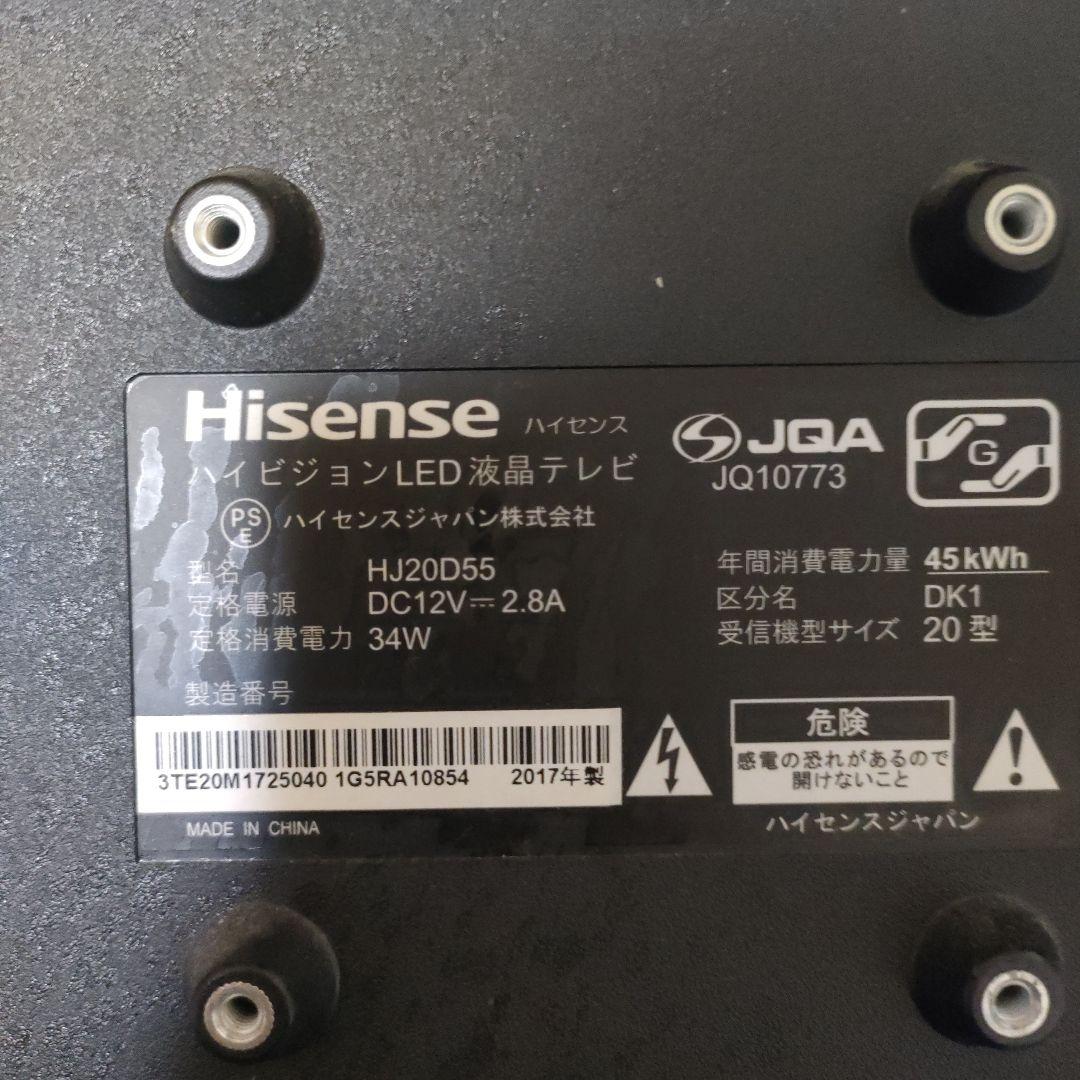 Hisense ハイセンス
JQA
JQ10773
G
ハイビジョンLED液晶テレビ
PSE ハイセンスジャパン株式会社
型名 HJ20D55
定格電源 DC12V⎓2.8A
定格消費電力 34W
年間消費電力量 45kWh
区分名 DK1
受信機型サイズ 20型
製造番号
3TE20M1725040 1G5RA10854 2017年製
MADE IN CHINA
危険
感電の恐れがあるので
開けないこと
ハイセンスジャパン